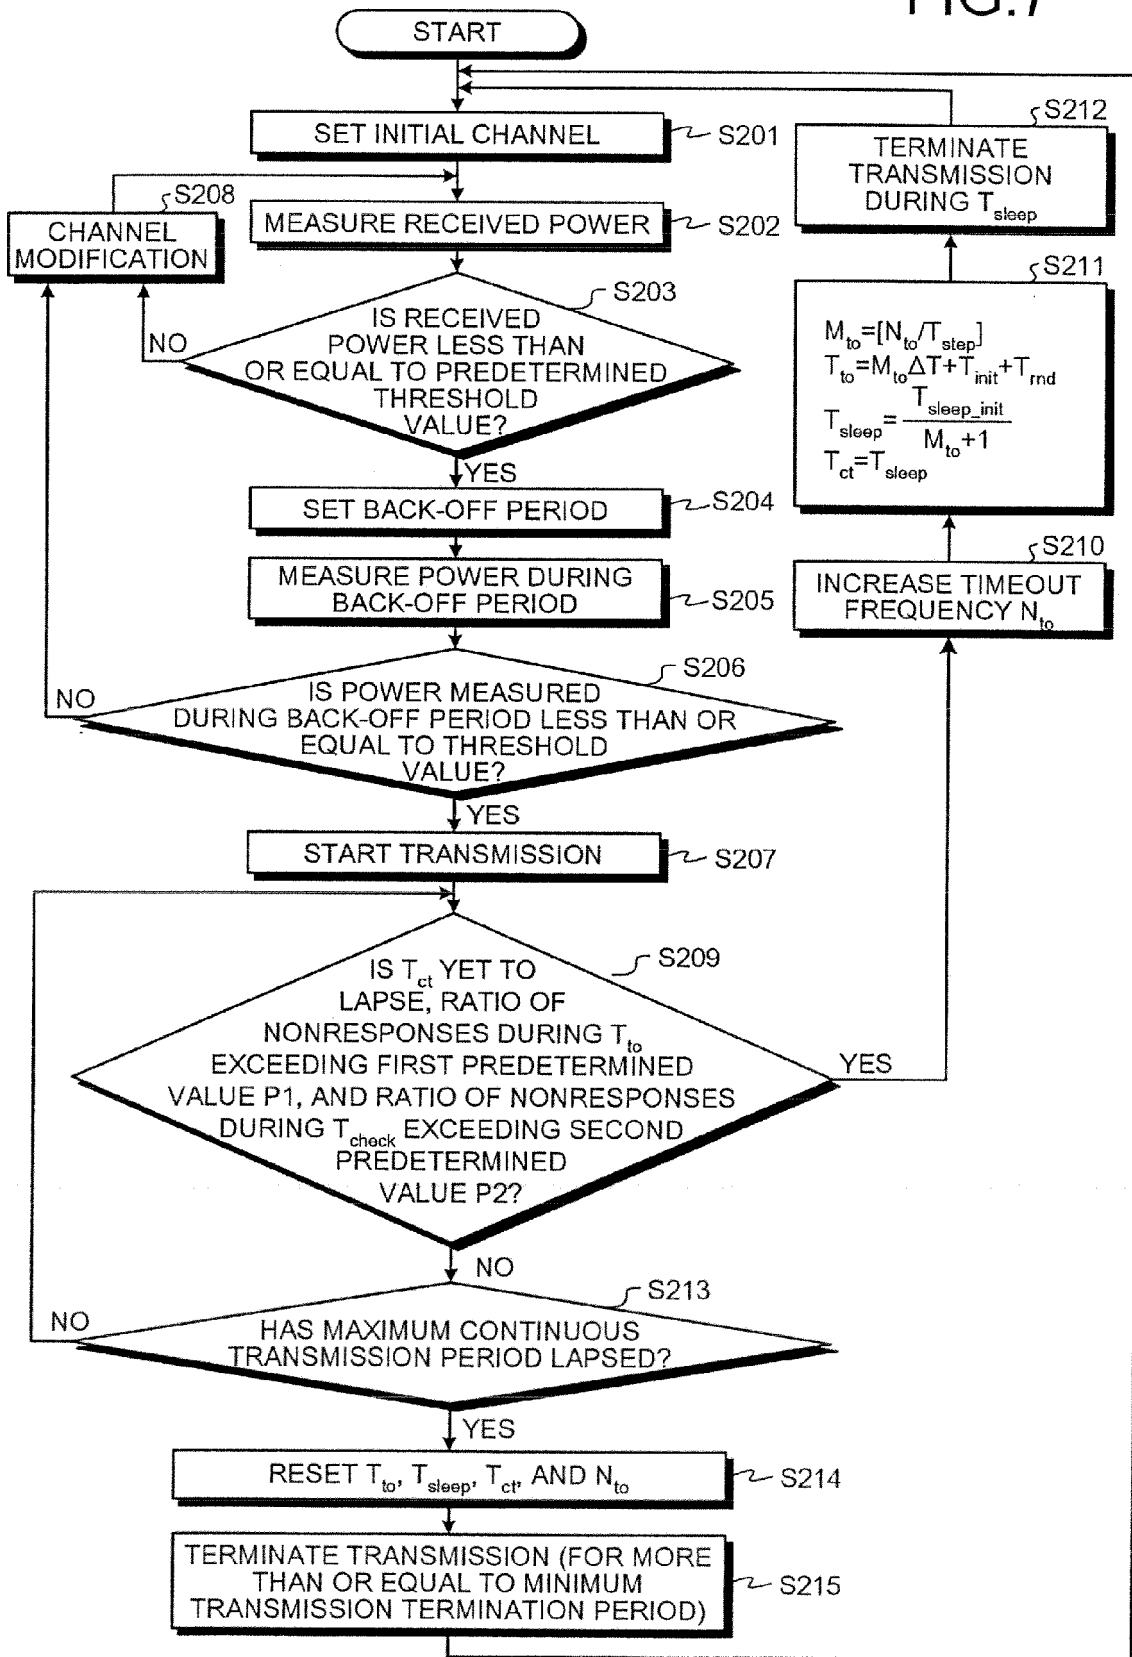 FIG.7
START
SET INITIAL CHANNEL
S201
S208
CHANNEL
MODIFICATION
MEASURE RECEIVED POWER
S202
S203
IS RECEIVED
POWER LESS THAN
OR EQUAL TO PREDETERMINED
THRESHOLD
VALUE?
NO
YES
SET BACK-OFF PERIOD
S204
MEASURE POWER DURING
BACK-OFF PERIOD
S205
S206
IS POWER MEASURED
DURING BACK-OFF PERIOD LESS THAN OR
EQUAL TO THRESHOLD
VALUE?
NO
YES
START TRANSMISSION
S207
S209
IS T_ct YET TO
LAPSE, RATIO OF
NONRESPONSES DURING T_to
EXCEEDING FIRST PREDETERMINED
VALUE P1, AND RATIO OF NONRESPONSES
DURING T_check EXCEEDING SECOND
PREDETERMINED
VALUE P2?
YES
NO
S210
INCREASE TIMEOUT
FREQUENCY N_to
S211
M_to=[N_to/T_step]
T_to=M_to ΔT+T_init+T_rnd
T_sleep=T_sleep_init/M_to+1
T_ct=T_sleep
S212
TERMINATE
TRANSMISSION
DURING T_sleep
S213
HAS MAXIMUM CONTINUOUS
TRANSMISSION PERIOD LAPSED?
NO
YES
RESET T_to, T_sleep, T_ct, AND N_to
S214
TERMINATE TRANSMISSION (FOR MORE
THAN OR EQUAL TO MINIMUM
TRANSMISSION TERMINATION PERIOD)
S215